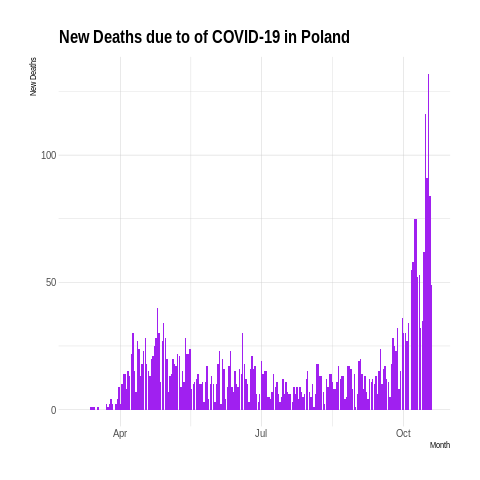 New Deaths due to of COVID-19 in Poland
New Deaths
100
50
0
Apr
Jul
Oct
Month